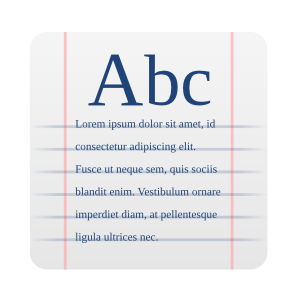 Abc
Lorem ipsum dolor sit amet, id
consectetur adipiscing elit.
Fusce ut neque sem, quis sociis
blandit enim. Vestibulum ornare
imperdiet diam, at pellentesque
ligula ultrices nec.